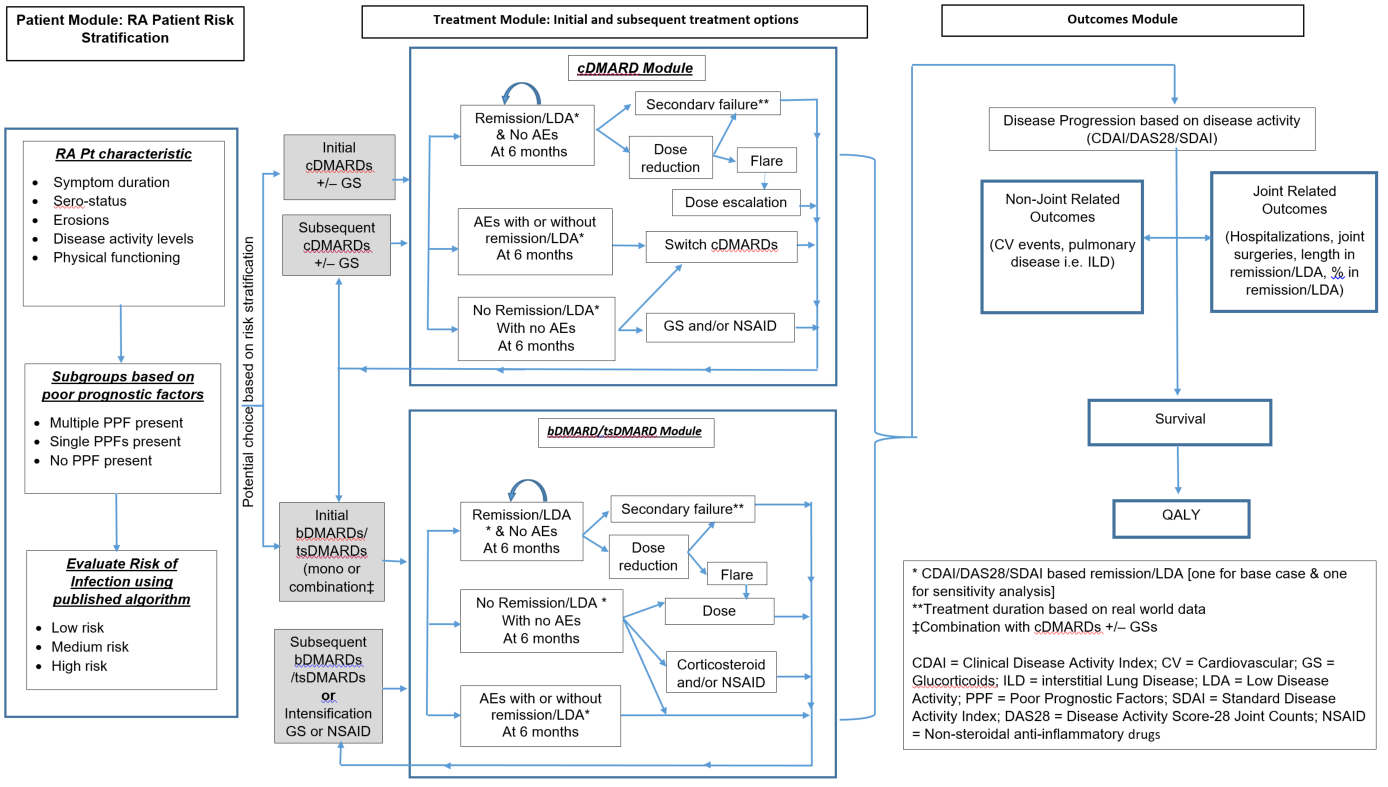 Patient Module: RA Patient Risk
Stratification
Treatment Module: Initial and subsequent treatment options
Outcomes Module
RA Pt characteristic
• Symptom duration
• Sero-status
• Erosions
• Disease activity levels
• Physical functioning
Subgroups based on
poor prognostic factors
• Multiple PPF present
• Single PPFs present
• No PPF present
Evaluate Risk of
Infection using
published algorithm
• Low risk
• Medium risk
• High risk
Potential choice based on risk stratification
Initial
cDMARDs
+/– GS
Subsequent
cDMARDs
+/– GS
Initial
bDMARDs/
tsDMARDs
(mono or
combination‡
Subsequent
bDMARDs
/tsDMARDs
or
Intensification
GS or NSAID
cDMARD Module
Remission/LDA*
& No AEs
At 6 months
Secondary failure**
Dose
reduction
Flare
Dose escalation
AEs with or without
remission/LDA*
At 6 months
Switch cDMARDs
No Remission/LDA*
With no AEs
At 6 months
GS and/or NSAID
bDMARD/tsDMARD Module
Remission/LDA
* & No AEs
At 6 months
Secondary failure**
Dose
reduction
Flare
No Remission/LDA *
With no AEs
At 6 months
Dose
Corticosteroid
and/or NSAID
AEs with or without
remission/LDA*
At 6 months
Disease Progression based on disease activity
(CDAI/DAS28/SDAI)
Non-Joint Related
Outcomes
(CV events, pulmonary
disease i.e. ILD)
Joint Related
Outcomes
(Hospitalizations, joint
surgeries, length in
remission/LDA, % in
remission/LDA)
Survival
QALY
* CDAI/DAS28/SDAI based remission/LDA [one for base case & one
for sensitivity analysis]
**Treatment duration based on real world data
‡Combination with cDMARDs +/– GSs
CDAI = Clinical Disease Activity Index; CV = Cardiovascular; GS =
Glucorticoids; ILD = interstitial Lung Disease; LDA = Low Disease
Activity; PPF = Poor Prognostic Factors; SDAI = Standard Disease
Activity Index; DAS28 = Disease Activity Score-28 Joint Counts; NSAID
= Non-steroidal anti-inflammatory drugs